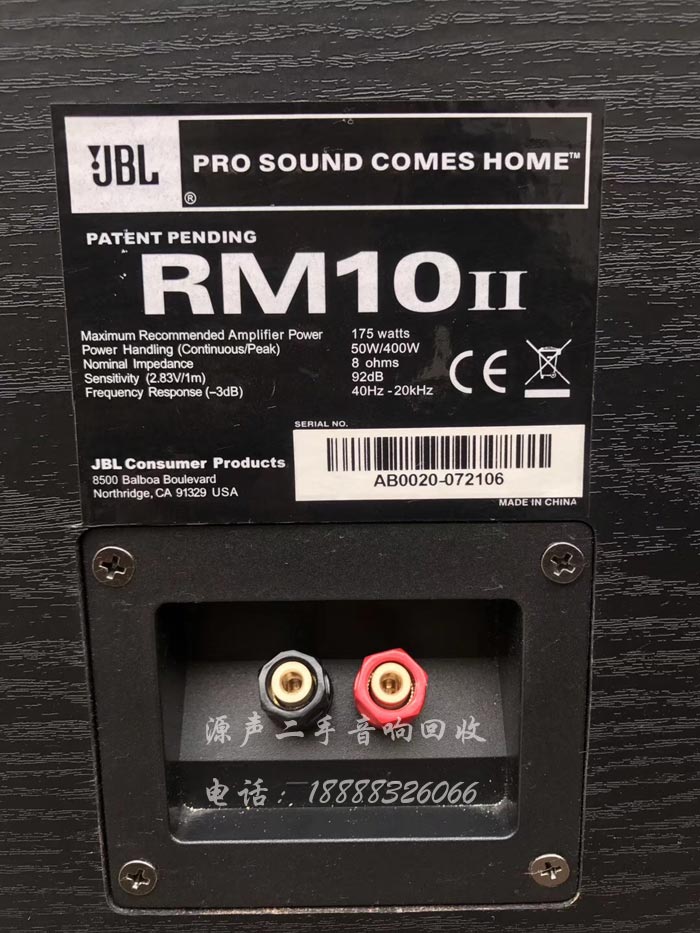 JBL
®
PRO SOUND COMES HOME™
PATENT PENDING
RM10II
Maximum Recommended Amplifier Power 175 watts
Power Handling (Continuous/Peak) 50W/400W
Nominal Impedance 8 ohms
Sensitivity (2.83V/1m) 92dB
Frequency Response (–3dB) 40Hz - 20kHz
CE
SERIAL NO.
JBL Consumer Products
8500 Balboa Boulevard
Northridge, CA 91329 USA
AB0020-072106
MADE IN CHINA
源声二手音响回收
电话：18888326066